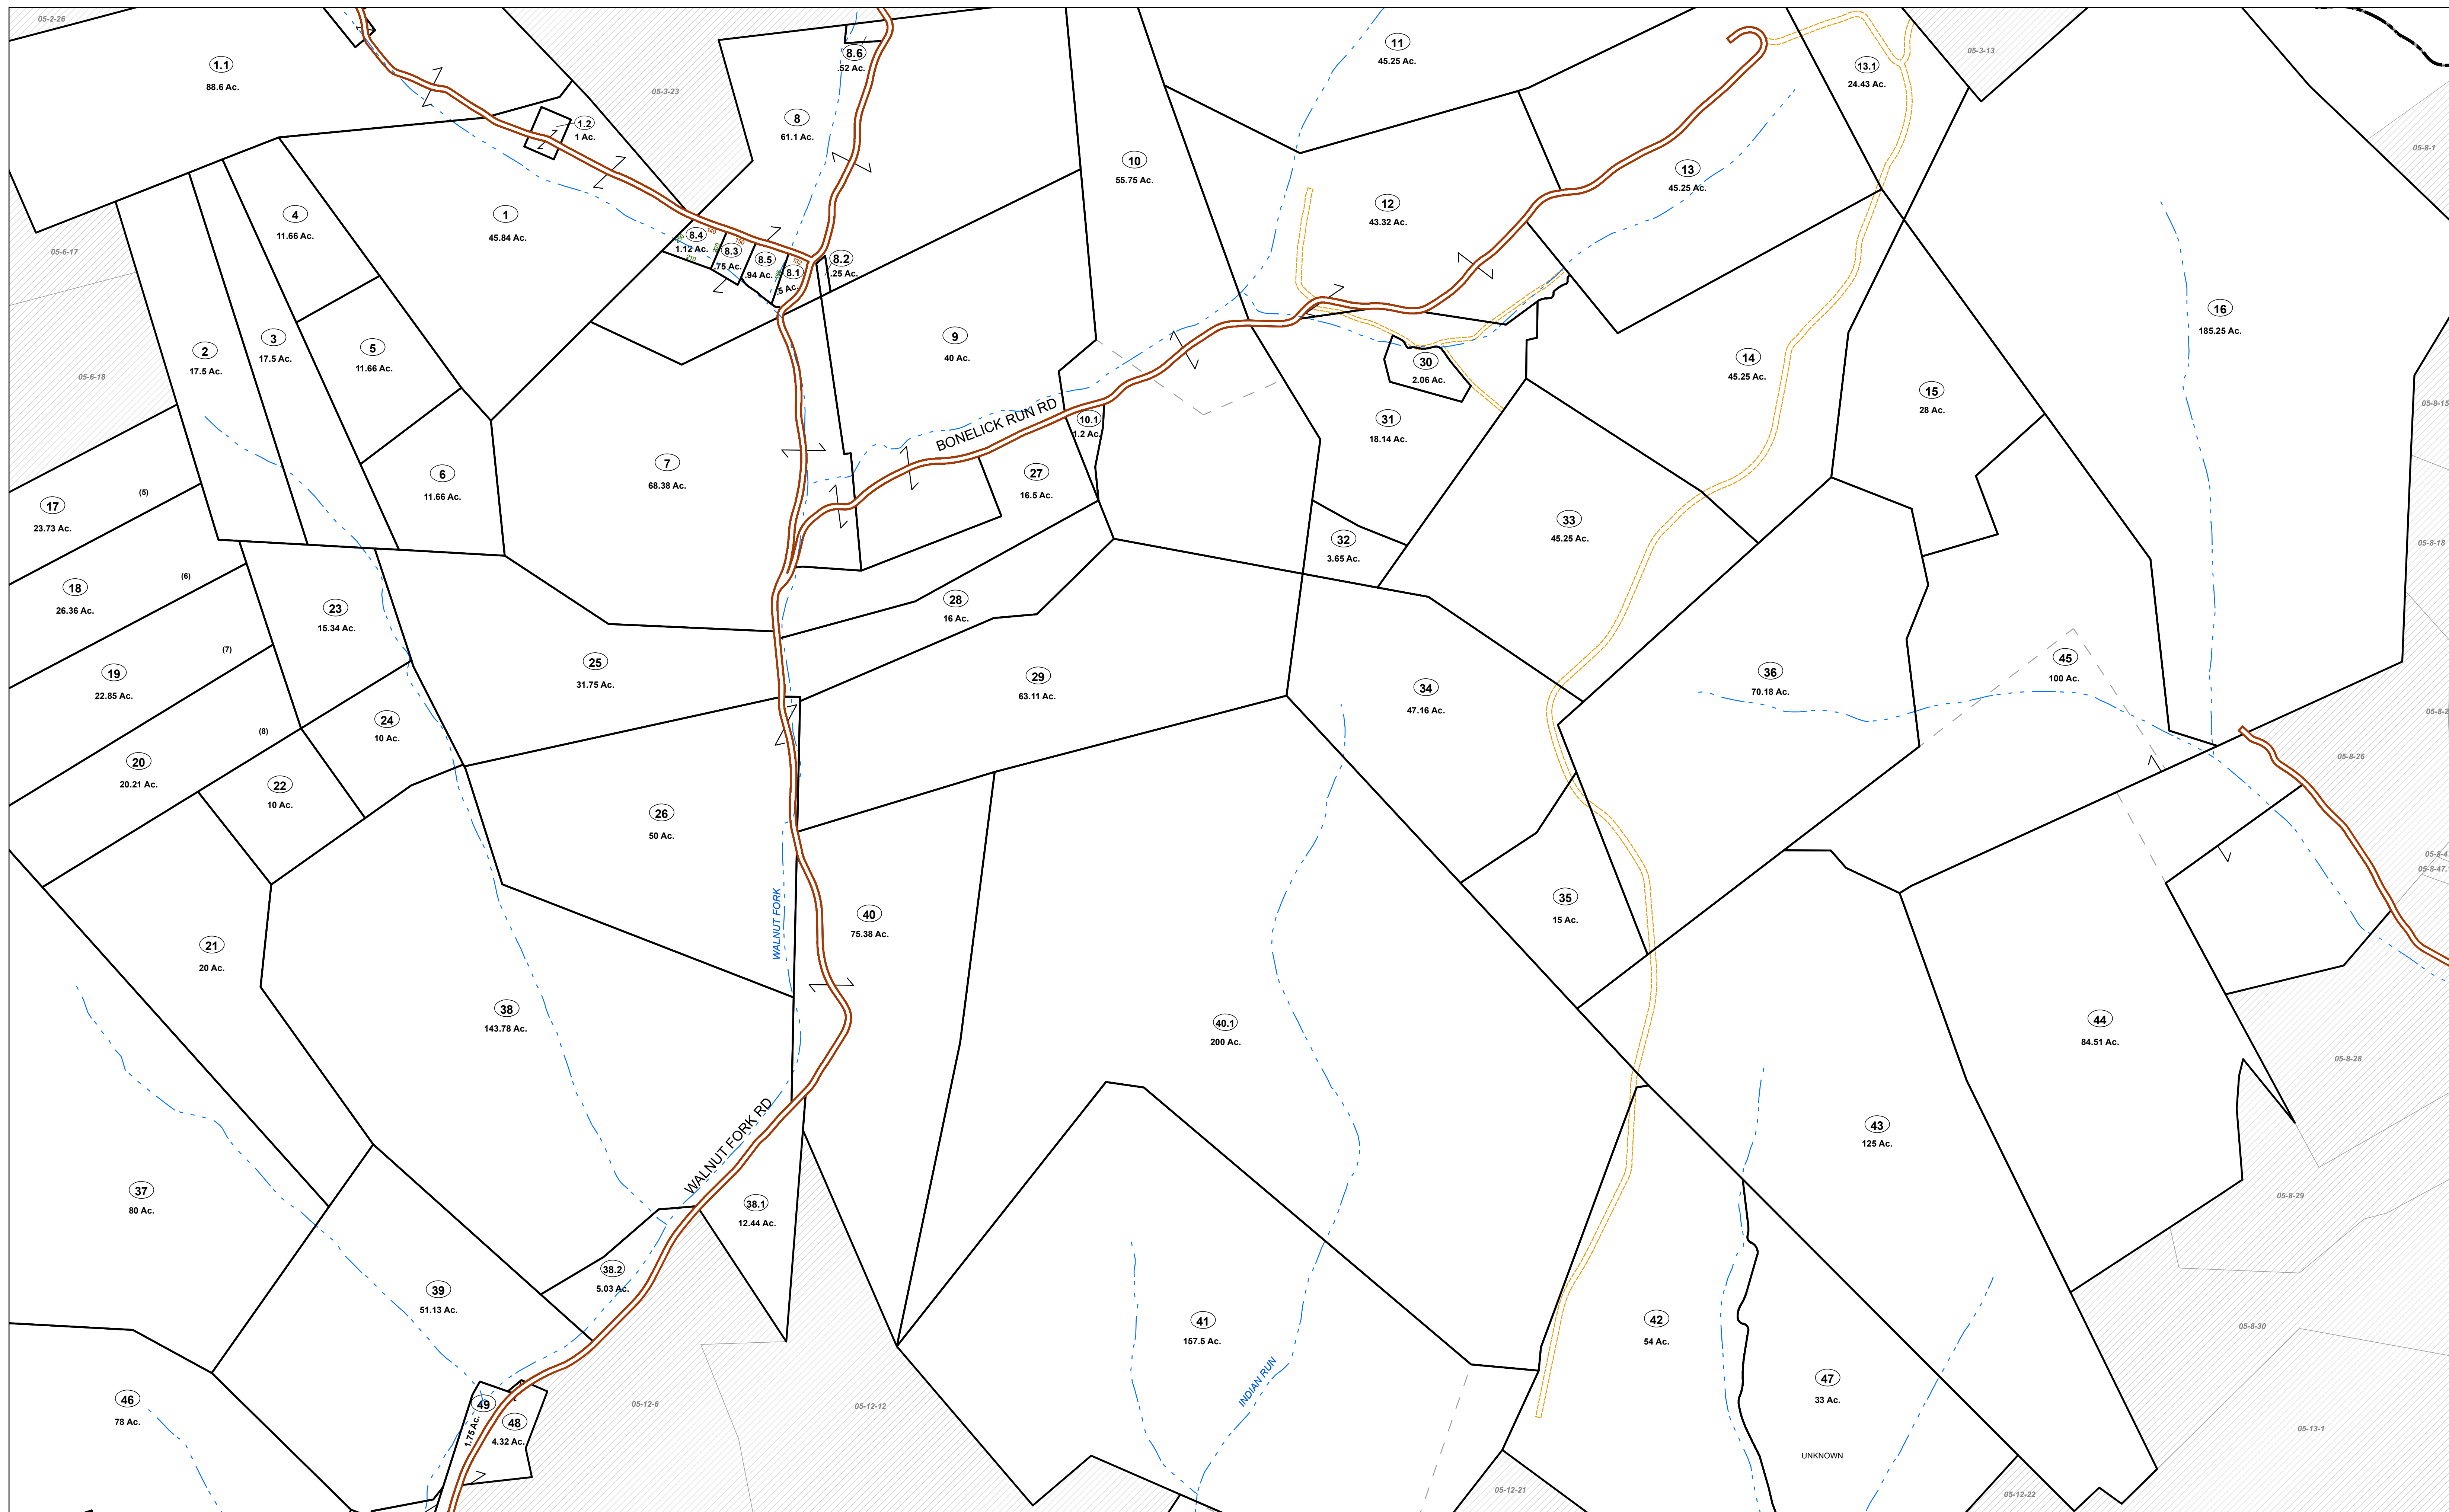 05-2-26
1.1
88.6 Ac.
05-3-23
8.6
.52 Ac.
8
61.1 Ac.
1.2
1 Ac.
11
45.25 Ac.
13.1
24.43 Ac.
05-3-13
05-8-1
10
55.75 Ac.
13
45.25 Ac.
12
43.32 Ac.
4
11.66 Ac.
1
45.84 Ac.
05-6-17
8.4
1.12 Ac.
140
210
8.3
.75 Ac.
150
8.5
.94 Ac.
8.1
.5 Ac.
152
8.2
.25 Ac.
2
17.5 Ac.
3
17.5 Ac.
5
11.66 Ac.
05-6-18
9
40 Ac.
16
185.25 Ac.
14
45.25 Ac.
30
2.06 Ac.
15
28 Ac.
05-8-15
31
18.14 Ac.
BONELICK RUN RD
10.1
1.2 Ac.
6
11.66 Ac.
7
68.38 Ac.
27
16.5 Ac.
17
23.73 Ac.
(5)
32
3.65 Ac.
33
45.25 Ac.
05-8-18
18
26.36 Ac.
(6)
23
15.34 Ac.
28
16 Ac.
25
31.75 Ac.
29
63.11 Ac.
34
47.16 Ac.
36
70.18 Ac.
45
100 Ac.
19
22.85 Ac.
(7)
24
10 Ac.
(8)
05-8-2
05-8-26
20
20.21 Ac.
22
10 Ac.
26
50 Ac.
05-8-4
05-8-47.
WALNUT FORK
40
75.38 Ac.
35
15 Ac.
21
20 Ac.
38
143.78 Ac.
40.1
200 Ac.
44
84.51 Ac.
05-8-28
43
125 Ac.
WALNUT FORK RD
37
80 Ac.
38.1
12.44 Ac.
05-8-29
38.2
5.03 Ac.
39
51.13 Ac.
41
157.5 Ac.
42
54 Ac.
05-8-30
INDIAN RUN
47
33 Ac.
UNKNOWN
46
78 Ac.
49
1.75 Ac.
48
4.32 Ac.
05-12-6
05-12-12
05-13-1
05-12-21
05-12-22